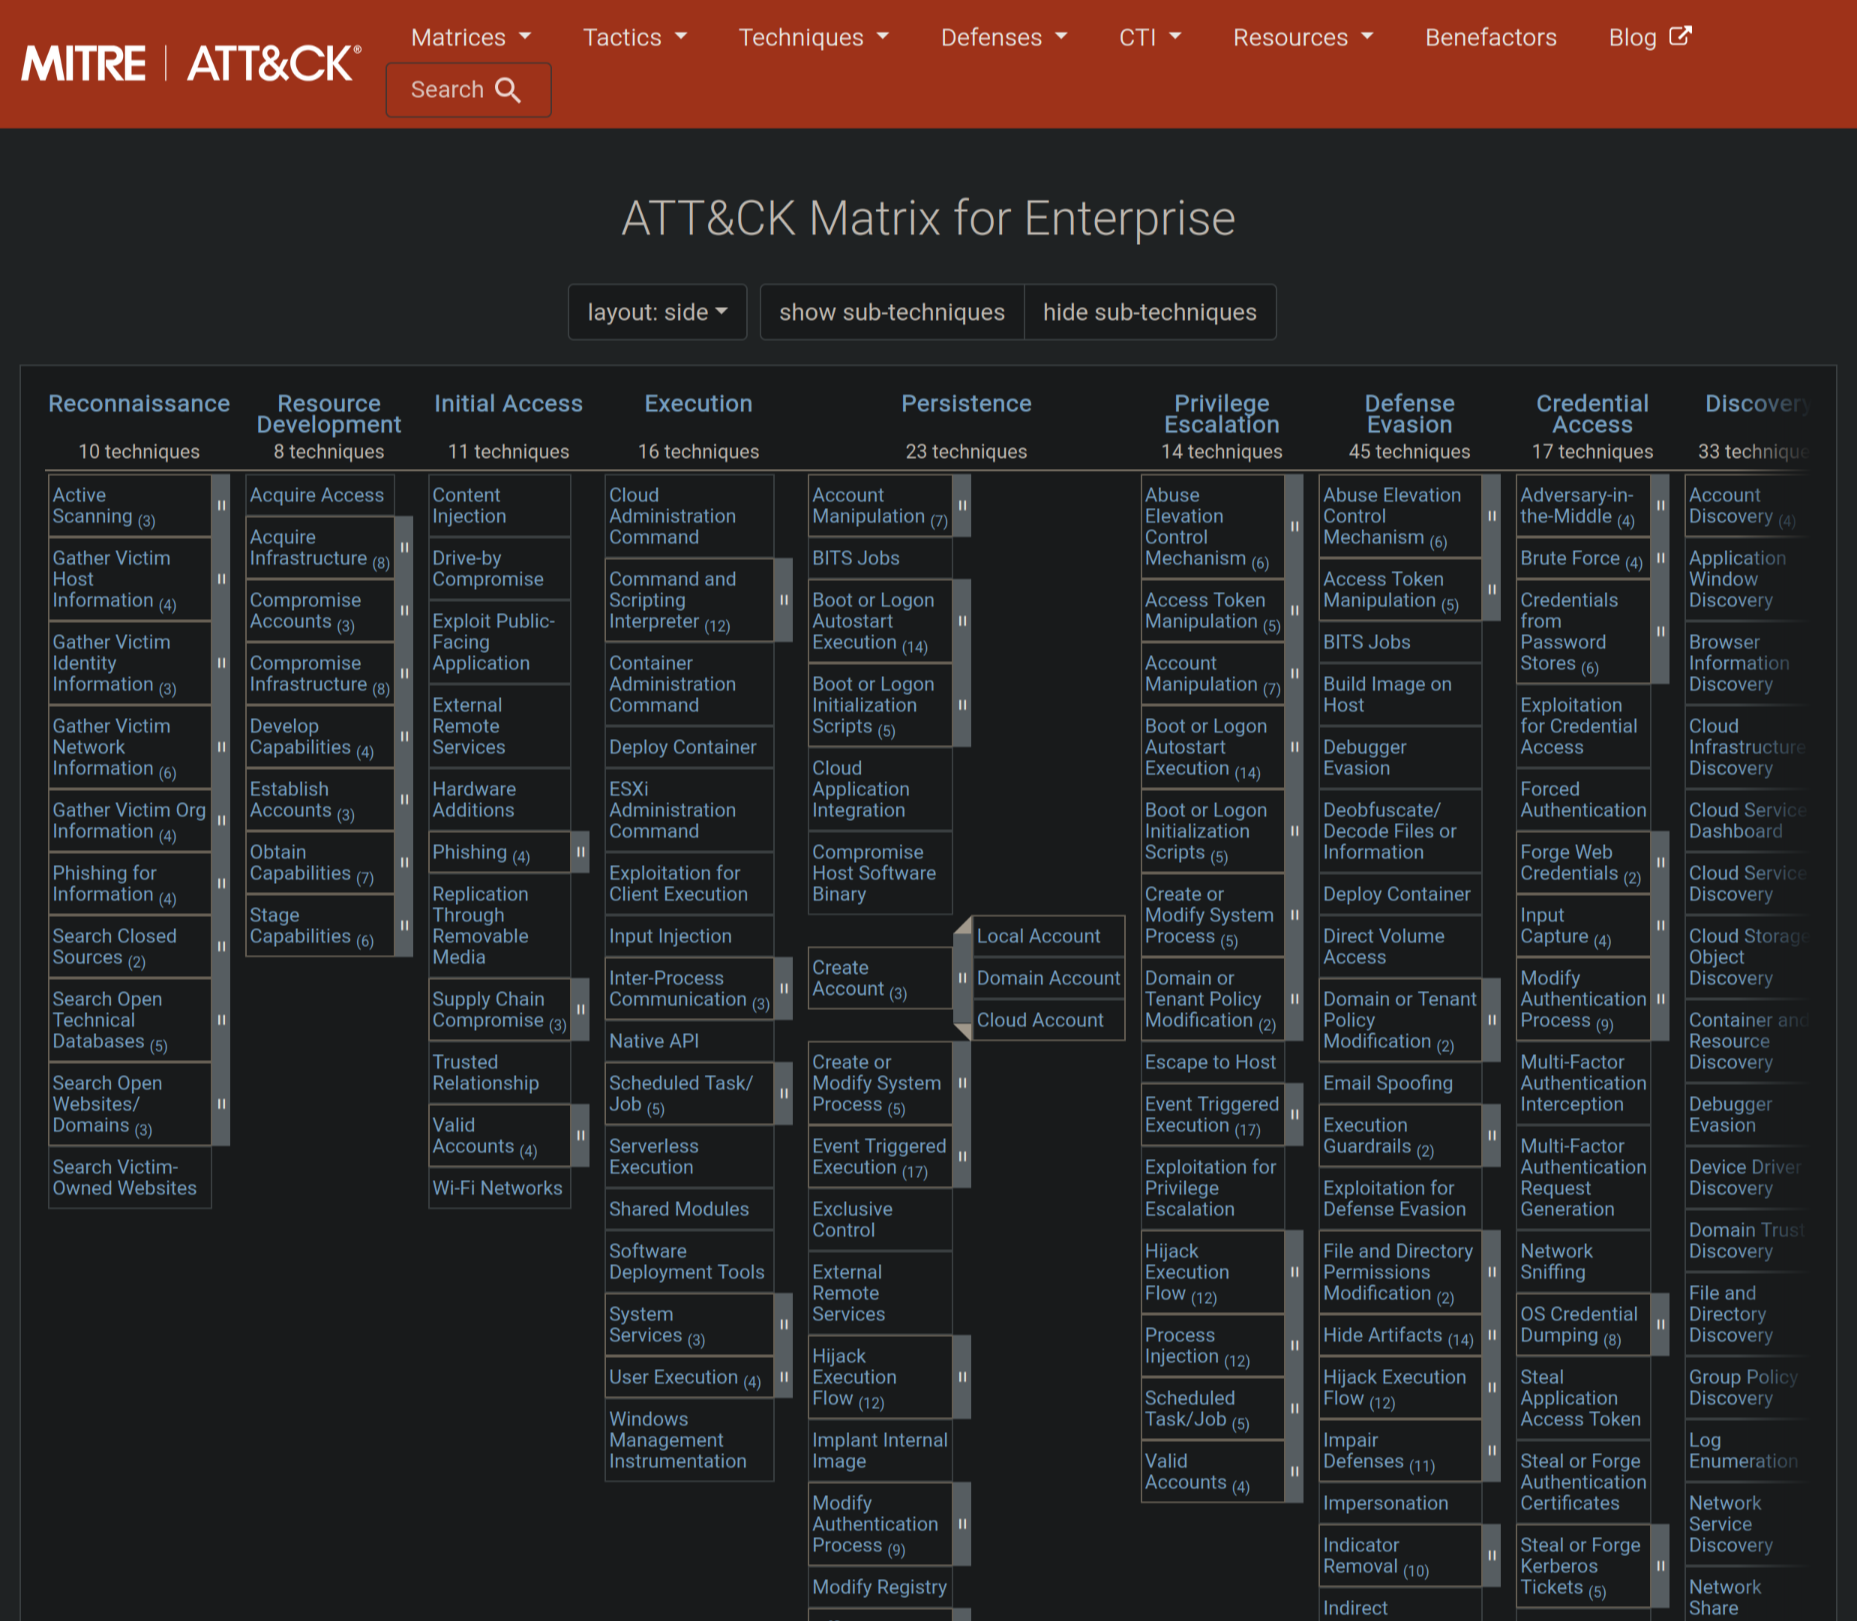 MITRE | ATT&CK®
Matrices
Tactics
Techniques
Defenses
CTI
Resources
Benefactors
Blog
Search
ATT&CK Matrix for Enterprise
layout: side
show sub-techniques
hide sub-techniques
Reconnaissance
10 techniques
Active
Scanning (3)
Gather Victim
Host
Information (4)
Gather Victim
Identity
Information (3)
Gather Victim
Network
Information (6)
Gather Victim Org
Information (4)
Phishing for
Information (4)
Search Closed
Sources (2)
Search Open
Technical
Databases (5)
Search Open
Websites/
Domains (3)
Search Victim-
Owned Websites
Resource
Development
8 techniques
Acquire Access
Acquire
Infrastructure (8)
Compromise
Accounts (3)
Compromise
Infrastructure (8)
Develop
Capabilities (4)
Establish
Accounts (3)
Obtain
Capabilities (7)
Stage
Capabilities (6)
Initial Access
11 techniques
Content
Injection
Drive-by
Compromise
Exploit Public-
Facing
Application
External
Remote
Services
Hardware
Additions
Phishing (4)
Replication
Through
Removable
Media
Supply Chain
Compromise (3)
Trusted
Relationship
Valid
Accounts (4)
Wi-Fi Networks
Execution
16 techniques
Cloud
Administration
Command
Command and
Scripting
Interpreter (12)
Container
Administration
Command
Deploy Container
ESXi
Administration
Command
Exploitation for
Client Execution
Input Injection
Inter-Process
Communication (3)
Native API
Scheduled Task/
Job (5)
Serverless
Execution
Shared Modules
Software
Deployment Tools
System
Services (3)
User Execution (4)
Windows
Management
Instrumentation
Persistence
23 techniques
Account
Manipulation (7)
BITS Jobs
Boot or Logon
Autostart
Execution (14)
Boot or Logon
Initialization
Scripts (5)
Cloud
Application
Integration
Compromise
Host Software
Binary
Create
Account (3)
Local Account
Domain Account
Cloud Account
Create or
Modify System
Process (5)
Event Triggered
Execution (17)
Exclusive
Control
External
Remote
Services
Hijack
Execution
Flow (12)
Implant Internal
Image
Modify
Authentication
Process (9)
Modify Registry
Privilege
Escalation
14 techniques
Abuse
Elevation
Control
Mechanism (6)
Access Token
Manipulation (5)
Account
Manipulation (7)
Boot or Logon
Autostart
Execution (14)
Boot or Logon
Initialization
Scripts (5)
Create or
Modify System
Process (5)
Domain or
Tenant Policy
Modification (2)
Escape to Host
Event Triggered
Execution (17)
Exploitation for
Privilege
Escalation
Hijack
Execution
Flow (12)
Process
Injection (12)
Scheduled
Task/Job (5)
Valid
Accounts (4)
Defense
Evasion
45 techniques
Abuse Elevation
Control
Mechanism (6)
Access Token
Manipulation (5)
BITS Jobs
Build Image on
Host
Debugger
Evasion
Deobfuscate/
Decode Files or
Information
Deploy Container
Direct Volume
Access
Domain or Tenant
Policy
Modification (2)
Email Spoofing
Execution
Guardrails (2)
Exploitation for
Defense Evasion
File and Directory
Permissions
Modification (2)
Hide Artifacts (14)
Hijack Execution
Flow (12)
Impair
Defenses (11)
Impersonation
Indicator
Removal (10)
Indirect
Credential
Access
17 techniques
Adversary-in-
the-Middle (4)
Brute Force (4)
Credentials
from
Password
Stores (6)
Exploitation
for Credential
Access
Forced
Authentication
Forge Web
Credentials (2)
Input
Capture (4)
Modify
Authentication
Process (9)
Multi-Factor
Authentication
Interception
Multi-Factor
Authentication
Request
Generation
Network
Sniffing
OS Credential
Dumping (8)
Steal
Application
Access Token
Steal or Forge
Authentication
Certificates
Steal or Forge
Kerberos
Tickets (5)
Discovery
33 technique
Account
Discovery (4)
Application
Window
Discovery
Browser
Information
Discovery
Cloud
Infrastructure
Discovery
Cloud Service
Dashboard
Cloud Service
Discovery
Cloud Storage
Object
Discovery
Container and
Resource
Discovery
Debugger
Evasion
Device Driver
Discovery
Domain Trust
Discovery
File and
Directory
Discovery
Group Policy
Discovery
Log
Enumeration
Network
Service
Discovery
Network
Share